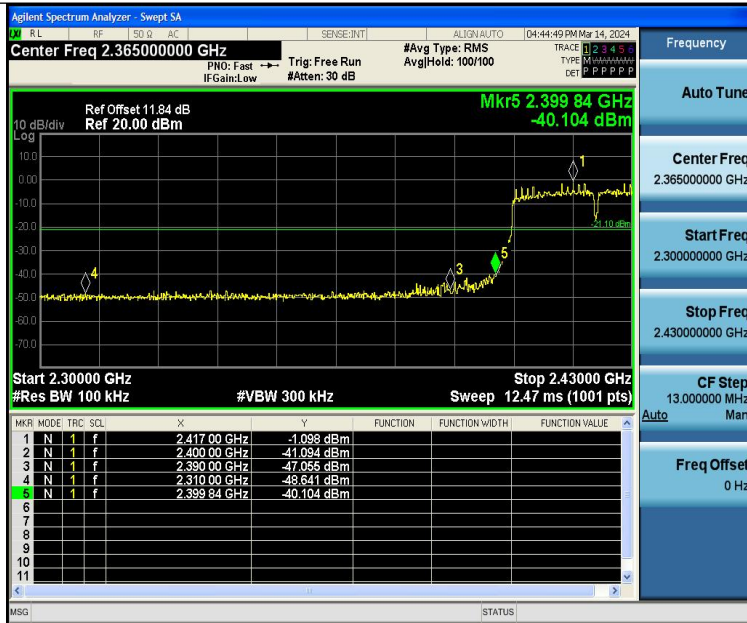 Agilent Spectrum Analyzer - Swept SA
LXI RL RF 50 Ω AC SENSE:INT ALIGN AUTO 04:44:49 PM Mar 14, 2024
Center Freq 2.365000000 GHz
PNO: Fast
IFGain:Low
Trig: Free Run
#Atten: 30 dB
#Avg Type: RMS
Avg|Hold: 100/100
TRACE 1 2 3 4 5 6
TYPE M W W W W W
DET P P P P P P
Ref Offset 11.84 dB
Ref 20.00 dBm
10 dB/div
Log
Mkr5 2.399 84 GHz
-40.104 dBm
10.0
0.00
-10.0
-20.0
-30.0
-40.0
-50.0
-60.0
-70.0
1
-21.10 dBm
5
3
4
Start 2.30000 GHz Stop 2.43000 GHz
#Res BW 100 kHz #VBW 300 kHz Sweep 12.47 ms (1001 pts)
MKR MODE TRC SCL X Y FUNCTION FUNCTION WIDTH FUNCTION VALUE
1 N 1 f 2.417 00 GHz -1.098 dBm
2 N 1 f 2.400 00 GHz -41.094 dBm
3 N 1 f 2.390 00 GHz -47.055 dBm
4 N 1 f 2.310 00 GHz -48.641 dBm
5 N 1 f 2.399 84 GHz -40.104 dBm
6
7
8
9
10
11
MSG STATUS
Frequency
Auto Tune
Center Freq
2.365000000 GHz
Start Freq
2.300000000 GHz
Stop Freq
2.430000000 GHz
CF Step
13.000000 MHz
Auto Man
Freq Offset
0 Hz